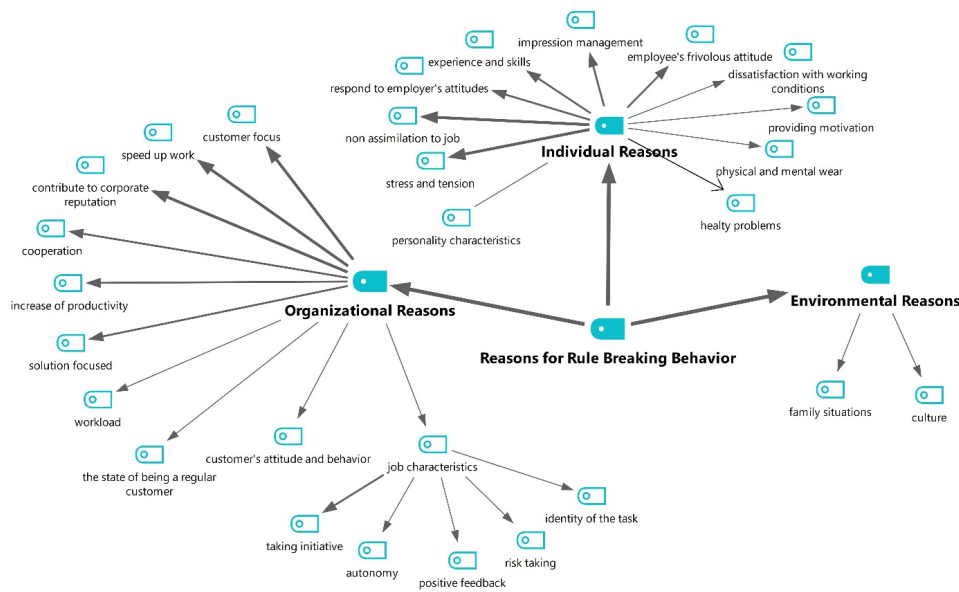 impression management
employee's frivolous attitude
experience and skills
dissatisfaction with working
conditions
respond to employer's attitudes
providing motivation
non assimilation to job
customer focus
Individual Reasons
speed up work
physical and mental wear
stress and tension
contribute to corporate
reputation
healty problems
personality characteristics
cooperation
increase of productivity
Organizational Reasons
Environmental Reasons
Reasons for Rule Breaking Behavior
solution focused
family situations
culture
workload
customer's attitude and behavior
job characteristics
the state of being a regular
customer
identity of the task
taking initiative
risk taking
autonomy
positive feedback